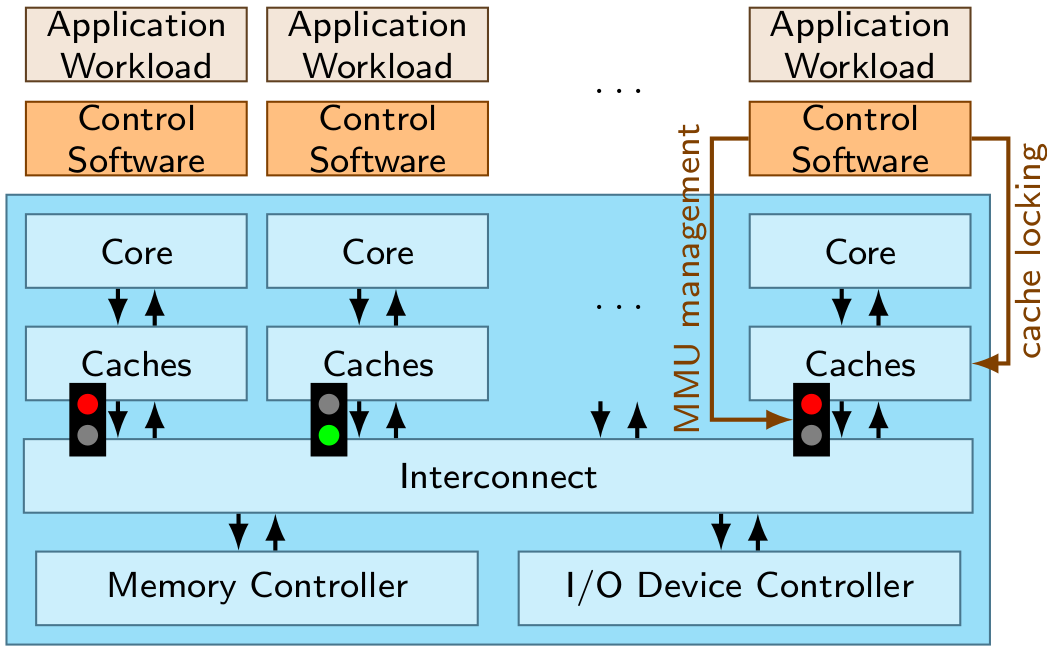 Application
Workload
Application
Workload
Application
Workload
. . .
Control
Software
Control
Software
Control
Software
MMU management
cache locking
Core
Core
Core
. . .
Caches
Caches
Caches
Interconnect
Memory Controller
I/O Device Controller